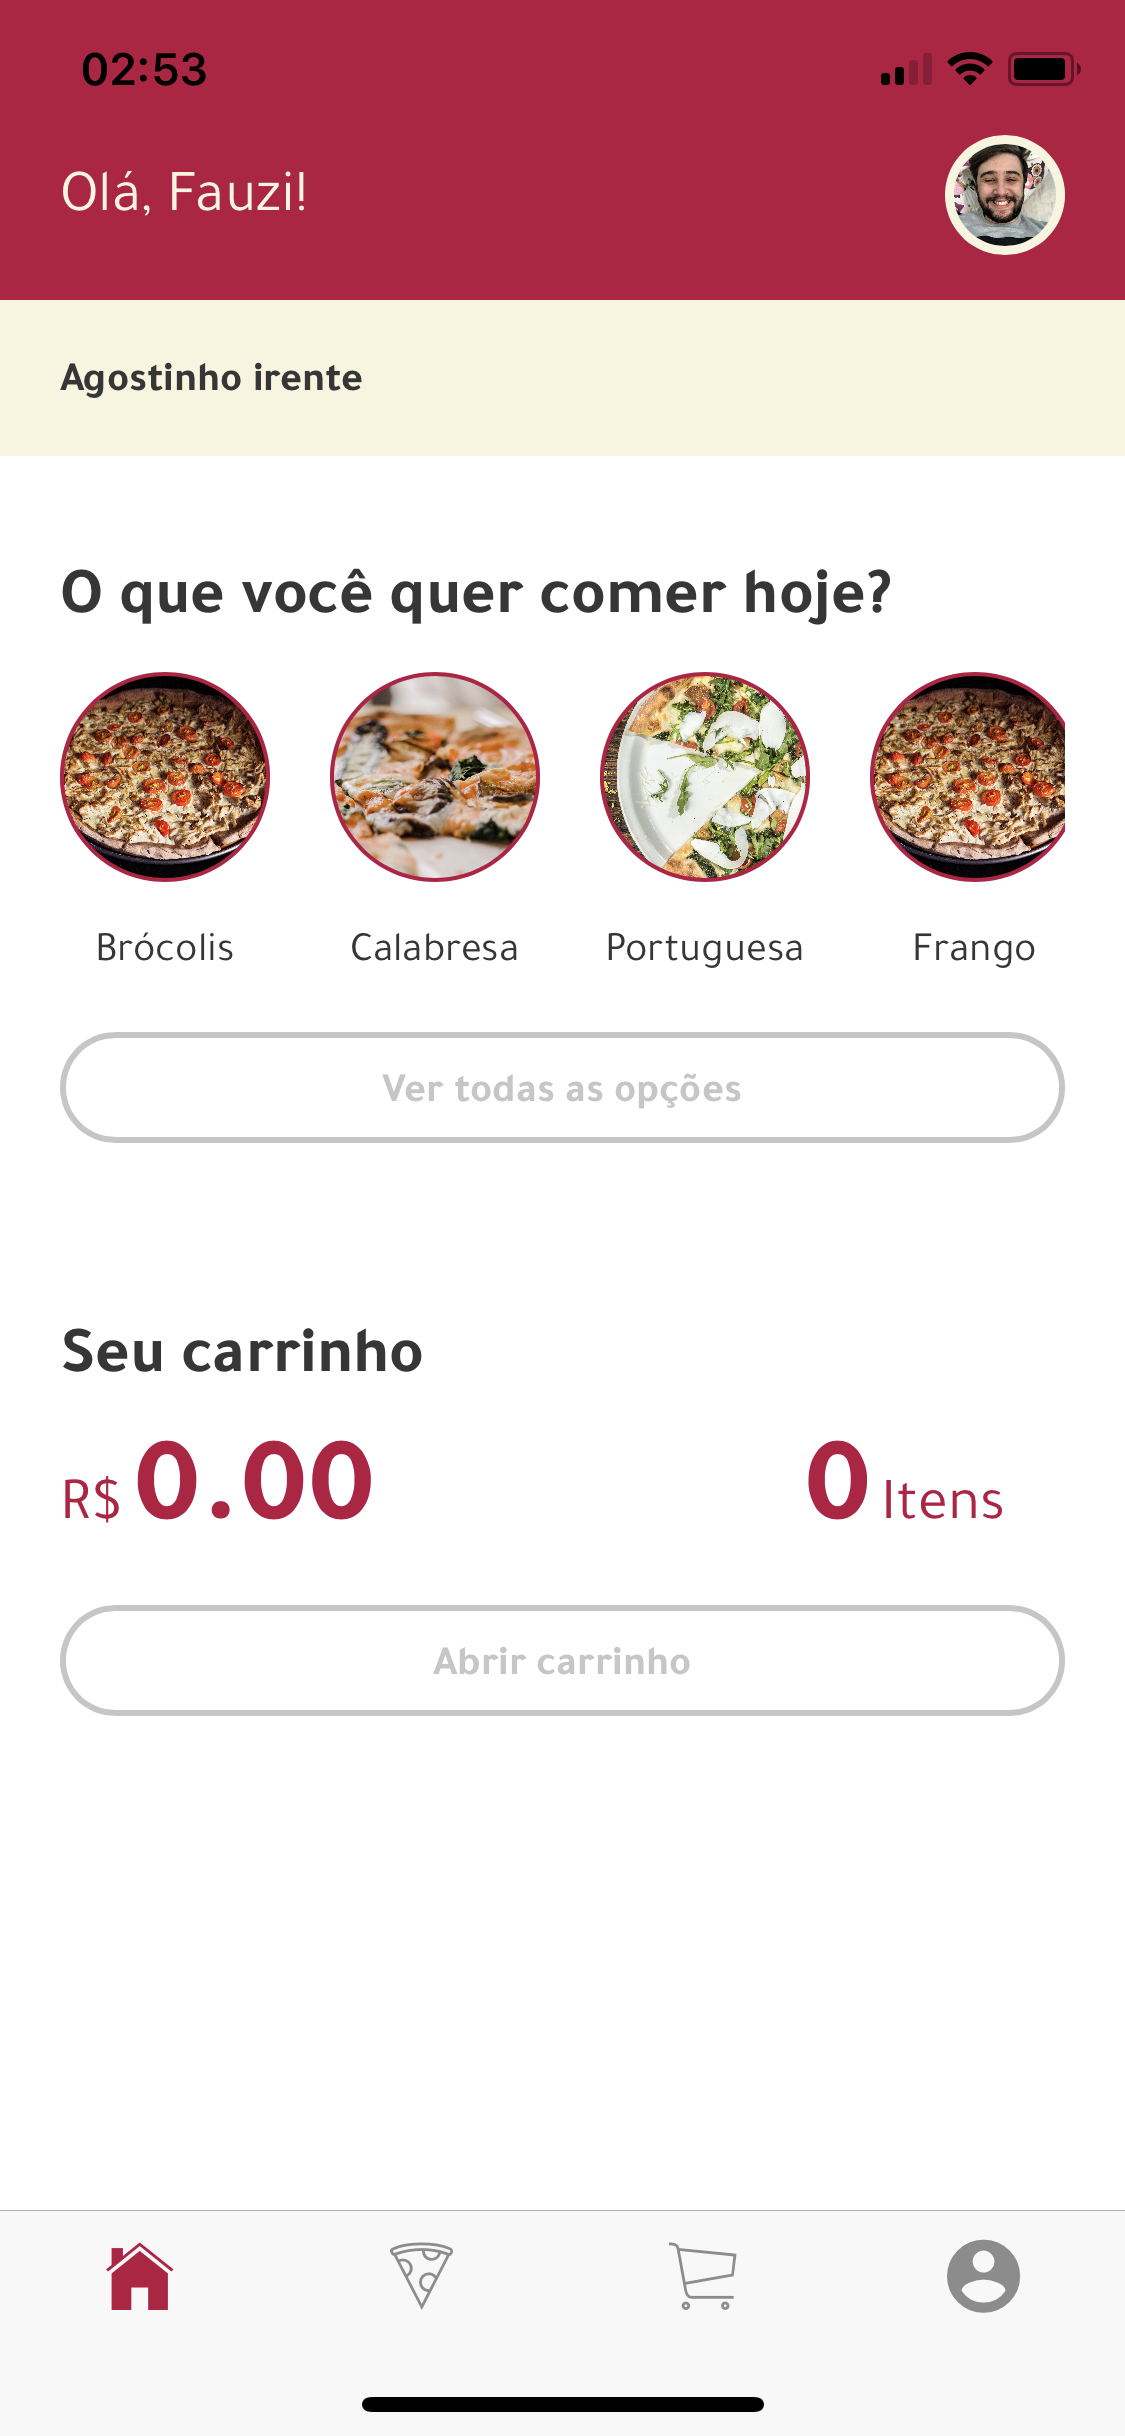 02:53
Olá, Fauzi!
Agostinho irente
O que você quer comer hoje?
Brócolis
Calabresa
Portuguesa
Frango
Ver todas as opções
Seu carrinho
R$ 0.00
0 Itens
Abrir carrinho